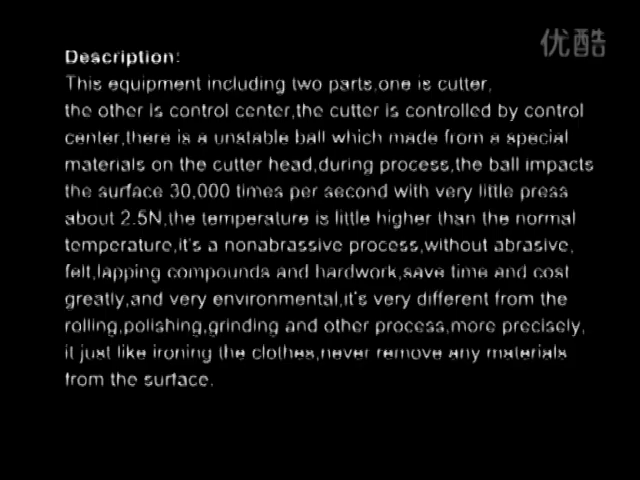 优酷
Description:
This equipment including two parts,one is cutter,
the other is control center,the cutter is controlled by control
center,there is a unstable ball which made from a special
materials on the cutter head,during process,the ball impacts
the surface 30,000 times per second with very little press
about 2.5N,the temperature is little higher than the normal
temperature,it's a nonabrassive process,without abrasive,
felt,lapping compounds and hardwork,save time and cost
greatly,and very environmental,it's very different from the
rolling,polishing,grinding and other process,more precisely,
it just like ironing the clothes,never remove any materials
from the surface.